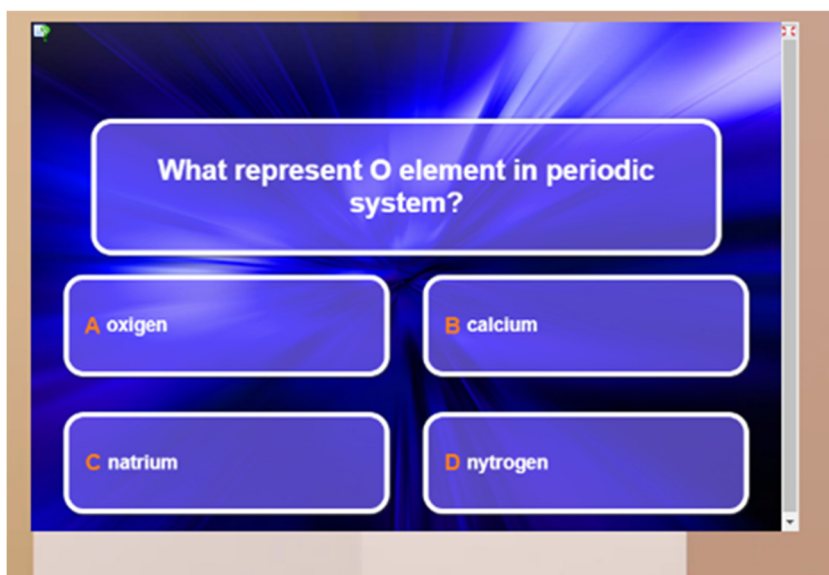 What represent O element in periodic
system?
A oxigen
B calcium
C natrium
D nytrogen